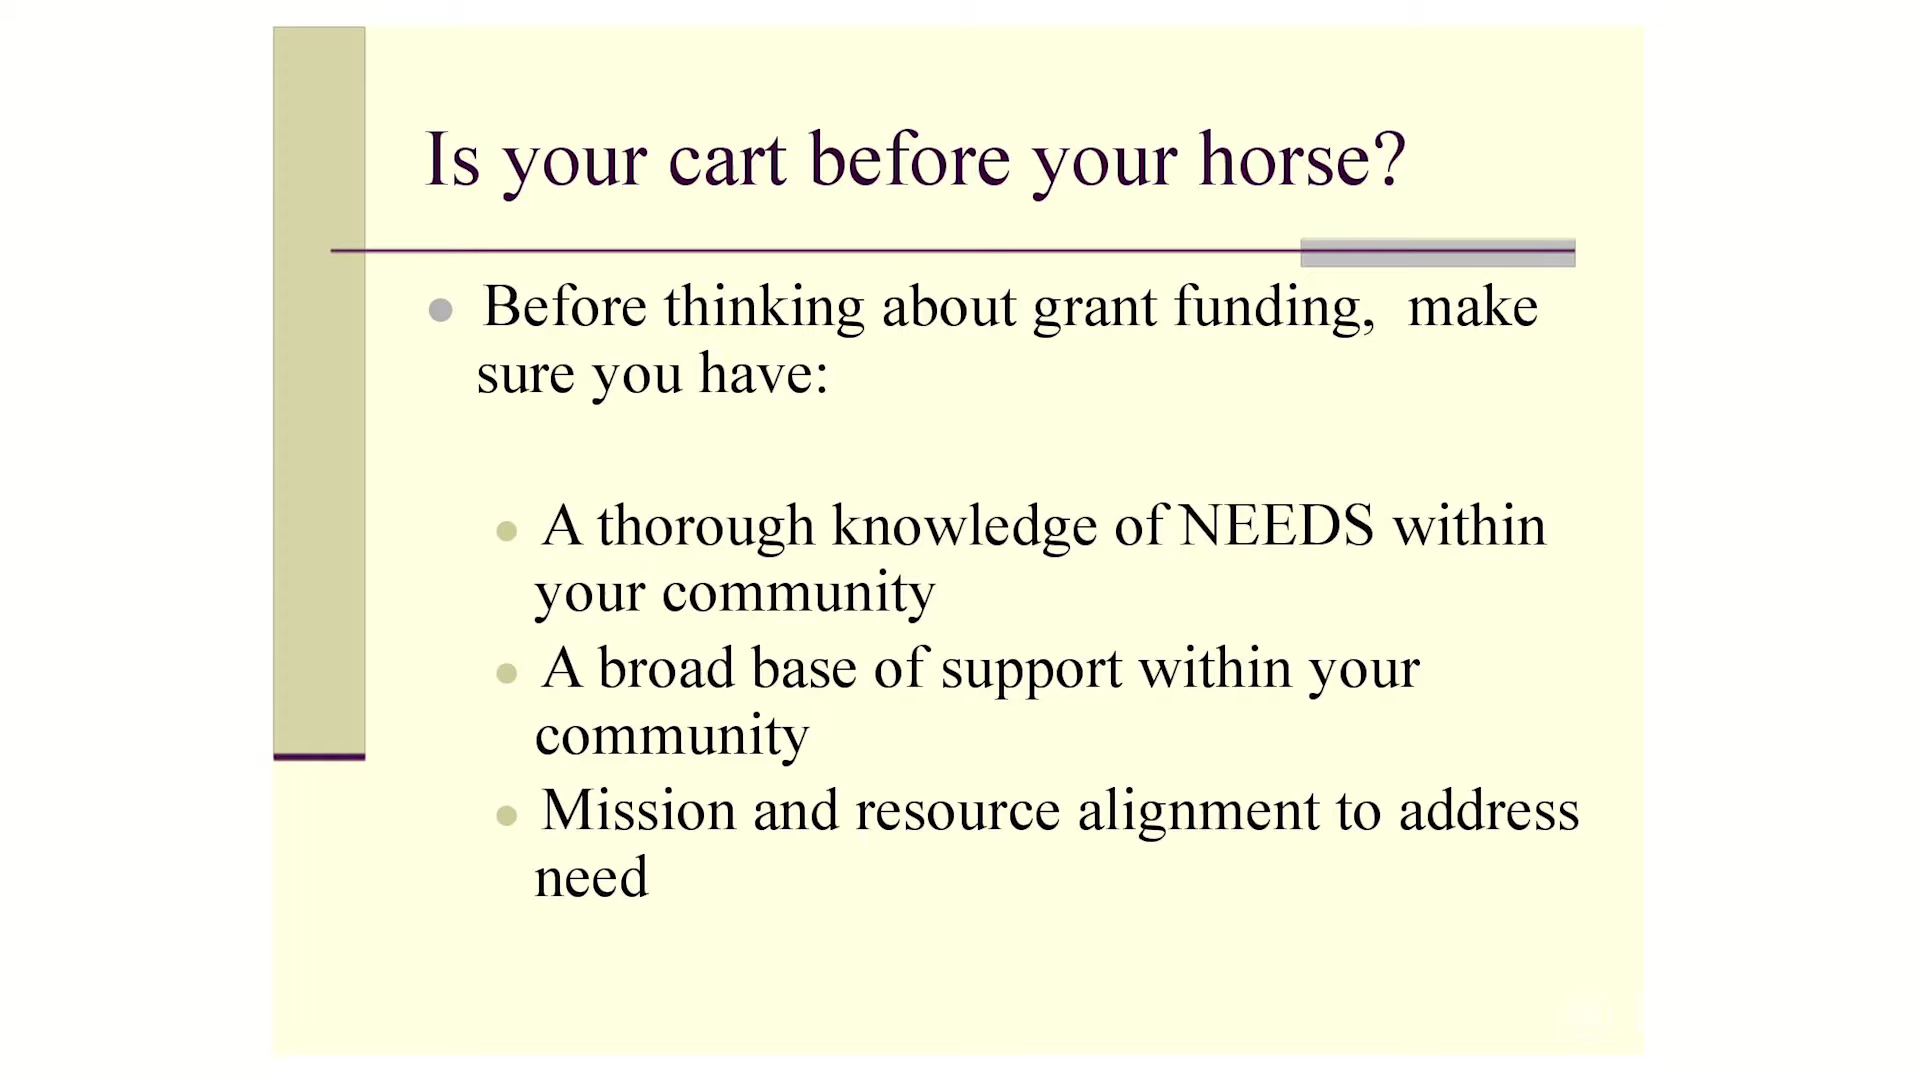 Is your cart before your horse?
Before thinking about grant funding,  make
sure you have:
A thorough knowledge of NEEDS within
your community
A broad base of support within your
community
Mission and resource alignment to address
need